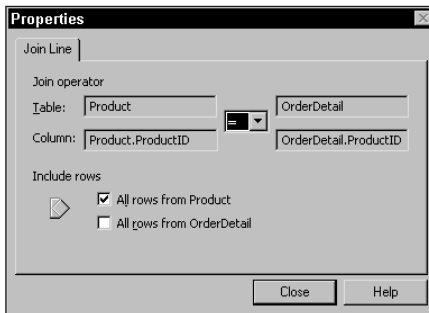 Properties
Join Line
Join operator
Table: Product = OrderDetail
Column: Product.ProductID OrderDetail.ProductID
Include rows
All rows from Product
All rows from OrderDetail
Close Help